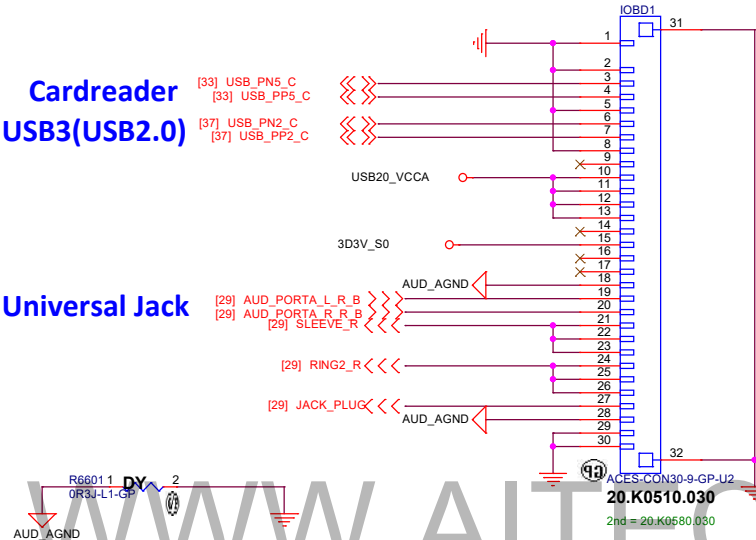 IOBD1
31
1
2
Cardreader
[33] USB_PN5_C
3
[33] USB_PP5_C
4
5
USB3(USB2.0)
[37] USB_PN2_C
6
[37] USB_PP2_C
7
8
9
USB20_VCCA
10
11
12
13
14
3D3V_S0
15
16
17
AUD_AGND
18
Universal Jack
[29] AUD_PORTA_L_R_B
19
[29] AUD_PORTA_R_R_B
20
[29] SLEEVE_R
21
22
23
[29] RING2_R
24
25
26
[29] JACK_PLUG
27
AUD_AGND
28
29
30
32
ACES-CON30-9-GP-U2
20.K0510.030
2nd = 20.K0580.030
R6601 1 DY 2
0R3J-L1-GP
AUD_AGND